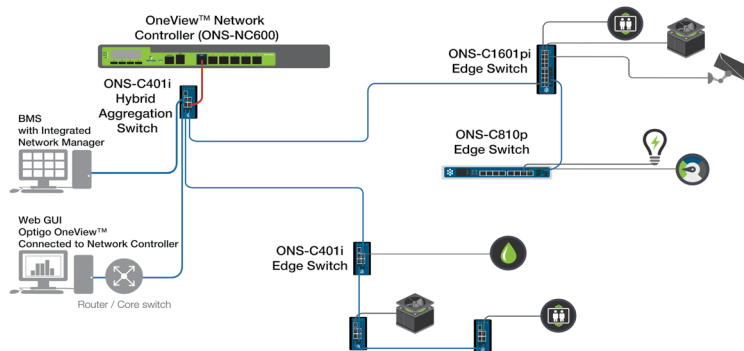 OneView™ Network
Controller (ONS-NC600)
ONS-C401i
Hybrid
Aggregation
Switch
BMS
with Integrated
Network Manager
Web GUI
Optigo OneView™
Connected to Network Controller
Router / Core switch
ONS-C1601pi
Edge Switch
ONS-C810p
Edge Switch
ONS-C401i
Edge Switch